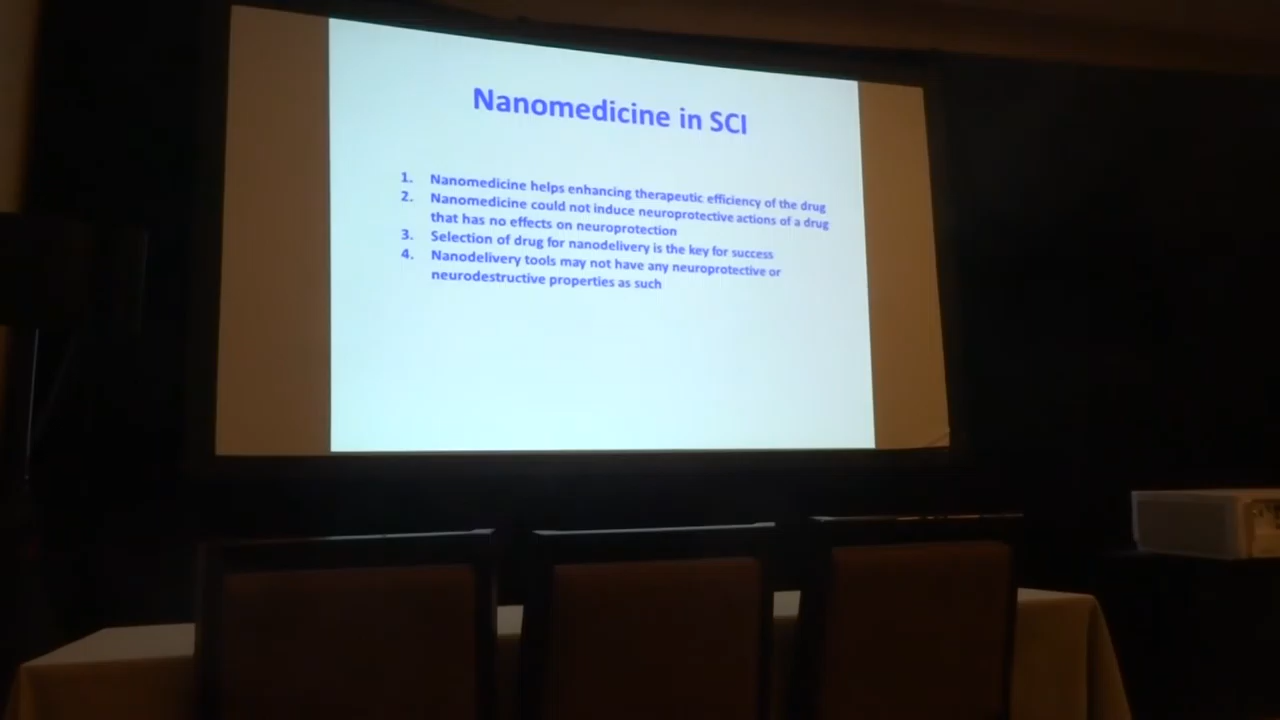 Nanomedicine in SCI
1. Nanomedicine helps enhancing therapeutic efficiency of the drug
2. Nanomedicine could not induce neuroprotective actions of a drug
that has no effects on neuroprotection
3. Selection of drug for nanodelivery is the key for success
4. Nanodelivery tools may not have any neuroprotective or
neurodestructive properties as such